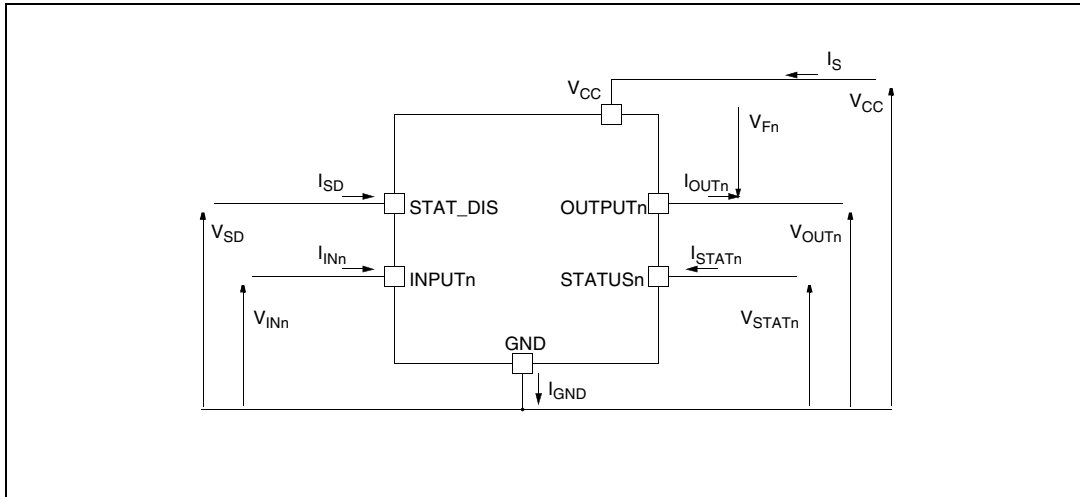 I_S
V_CC
V_CC
V_Fn
I_SD
I_OUTn
STAT_DIS
OUTPUTn
V_SD
V_OUTn
I_INn
I_STATn
INPUTn
STATUSn
V_INn
V_STATn
GND
I_GND